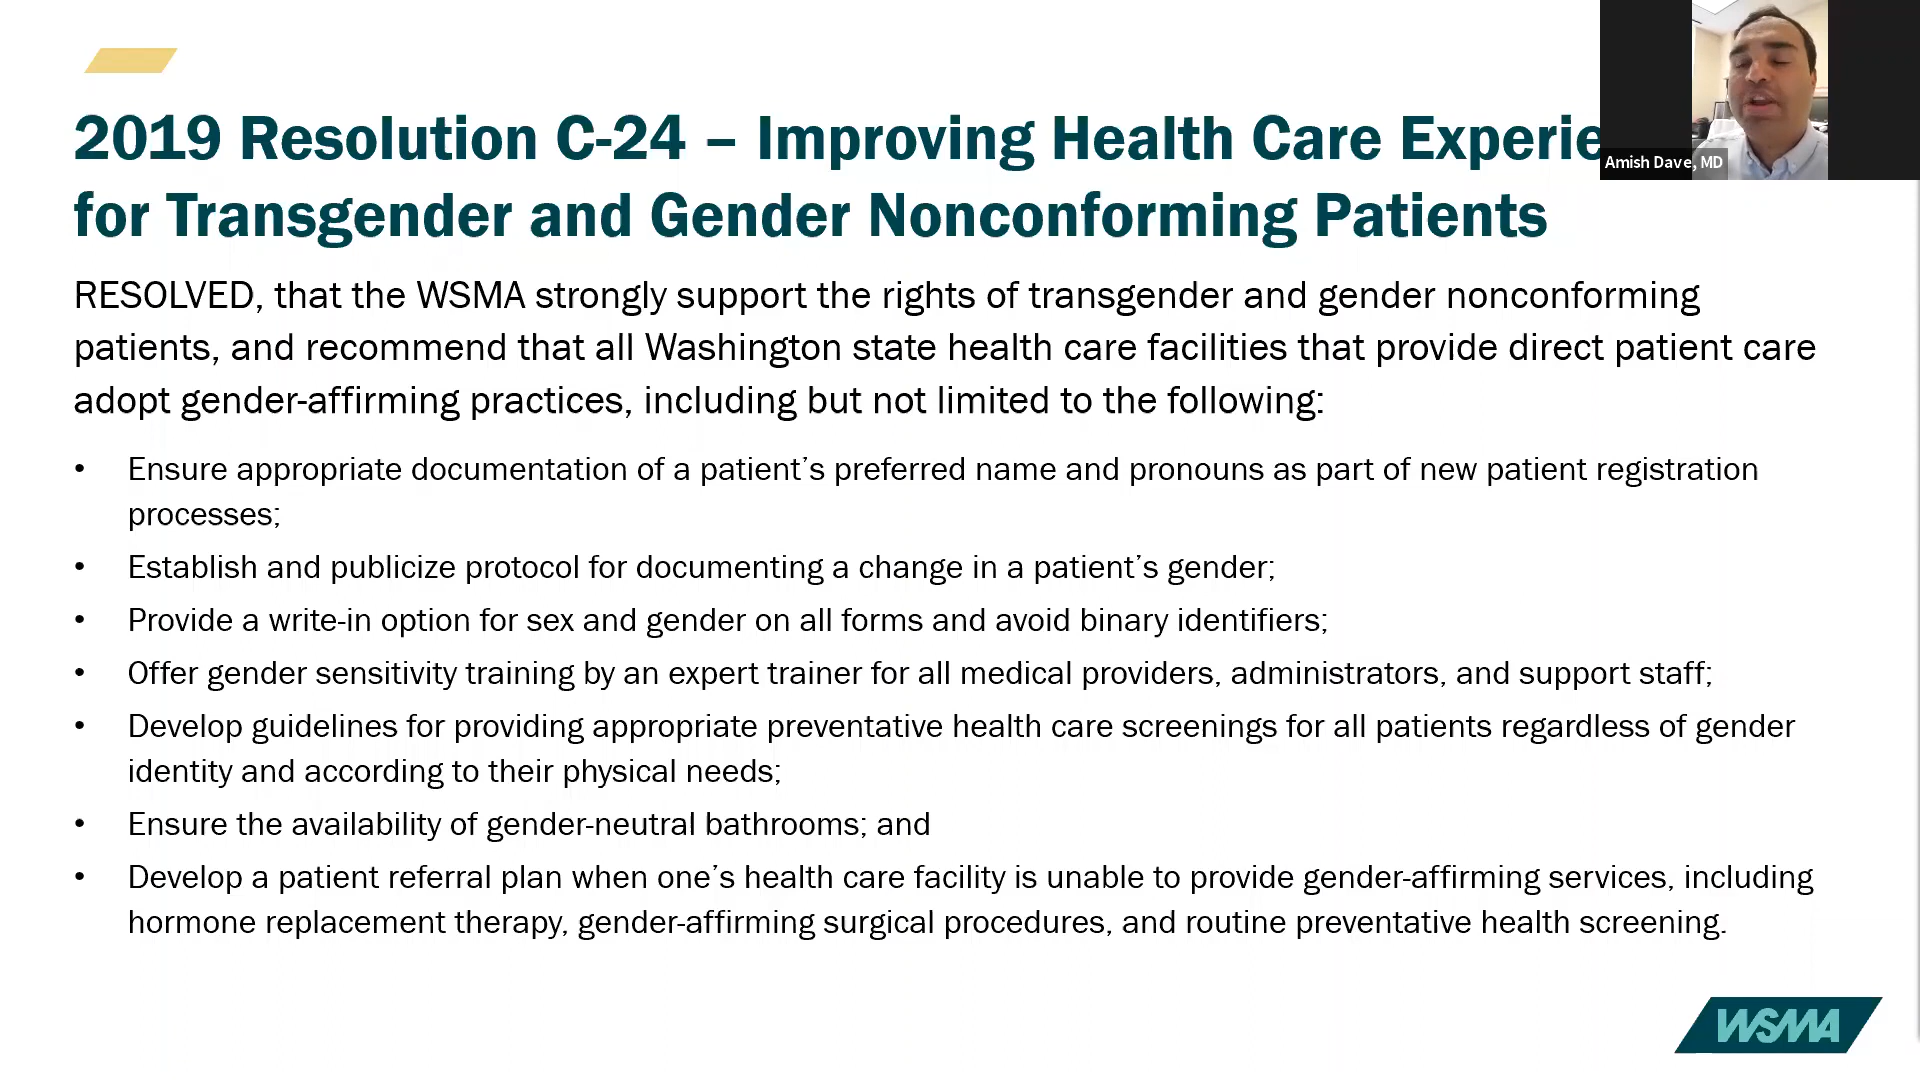 2019 Resolution C-24 – Improving Health Care Experie
Amish Dave, MD
for Transgender and Gender Nonconforming Patients
RESOLVED, that the WSMA strongly support the rights of transgender and gender nonconforming
patients, and recommend that all Washington state health care facilities that provide direct patient care
adopt gender-affirming practices, including but not limited to the following:
• Ensure appropriate documentation of a patient’s preferred name and pronouns as part of new patient registration
processes;
• Establish and publicize protocol for documenting a change in a patient’s gender;
• Provide a write-in option for sex and gender on all forms and avoid binary identifiers;
• Offer gender sensitivity training by an expert trainer for all medical providers, administrators, and support staff;
• Develop guidelines for providing appropriate preventative health care screenings for all patients regardless of gender
identity and according to their physical needs;
• Ensure the availability of gender-neutral bathrooms; and
• Develop a patient referral plan when one’s health care facility is unable to provide gender-affirming services, including
hormone replacement therapy, gender-affirming surgical procedures, and routine preventative health screening.
WSMA